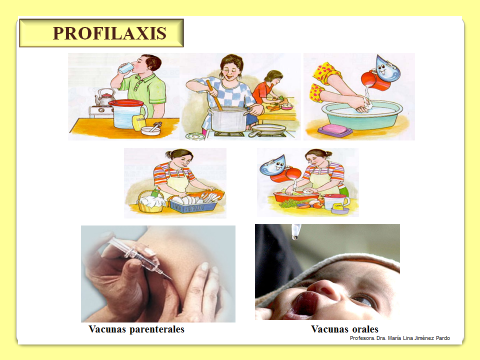 PROFILAXIS
Vacunas parenterales
Vacunas orales
Profesora. Dra. María Lina Jiménez Pardo